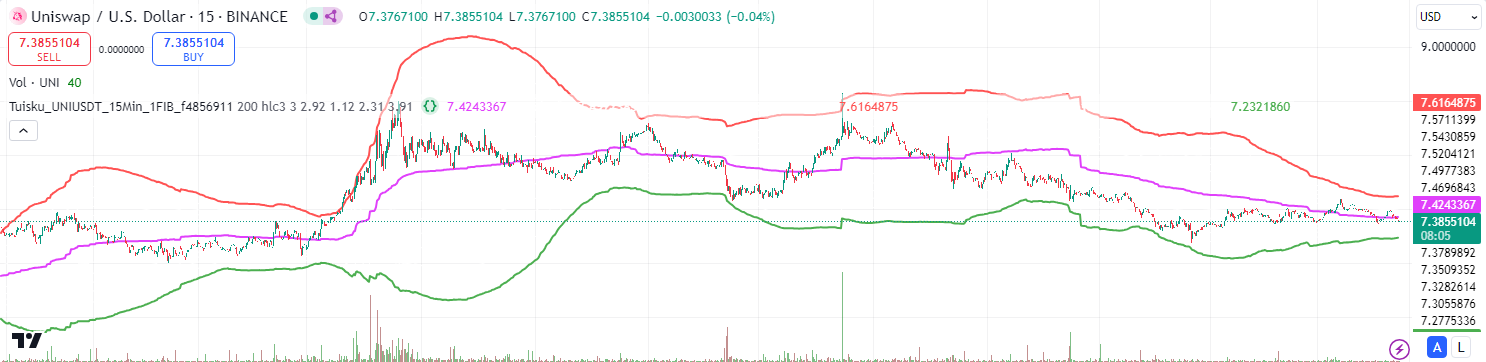 Uniswap / U.S. Dollar · 15 · BINANCE O7.3767100 H7.3855104 L7.3767100 C7.3855104 −0.0030033 (−0.04%)
USD
7.3855104
SELL
0.0000000
7.3855104
BUY
9.0000000
Vol · UNI 40
Tuisku_UNIUSDT_15Min_1FIB_f4856911 200 hlc3 3 2.92 1.12 2.31 3.91 {} 7.4243367 7.6164875 7.2321860
7.6164875
7.5711399
7.5430859
7.5204121
7.4977383
7.4696843
7.4243367
7.3855104
08:05
7.3789892
7.3509352
7.3282614
7.3055876
7.2775336
A L